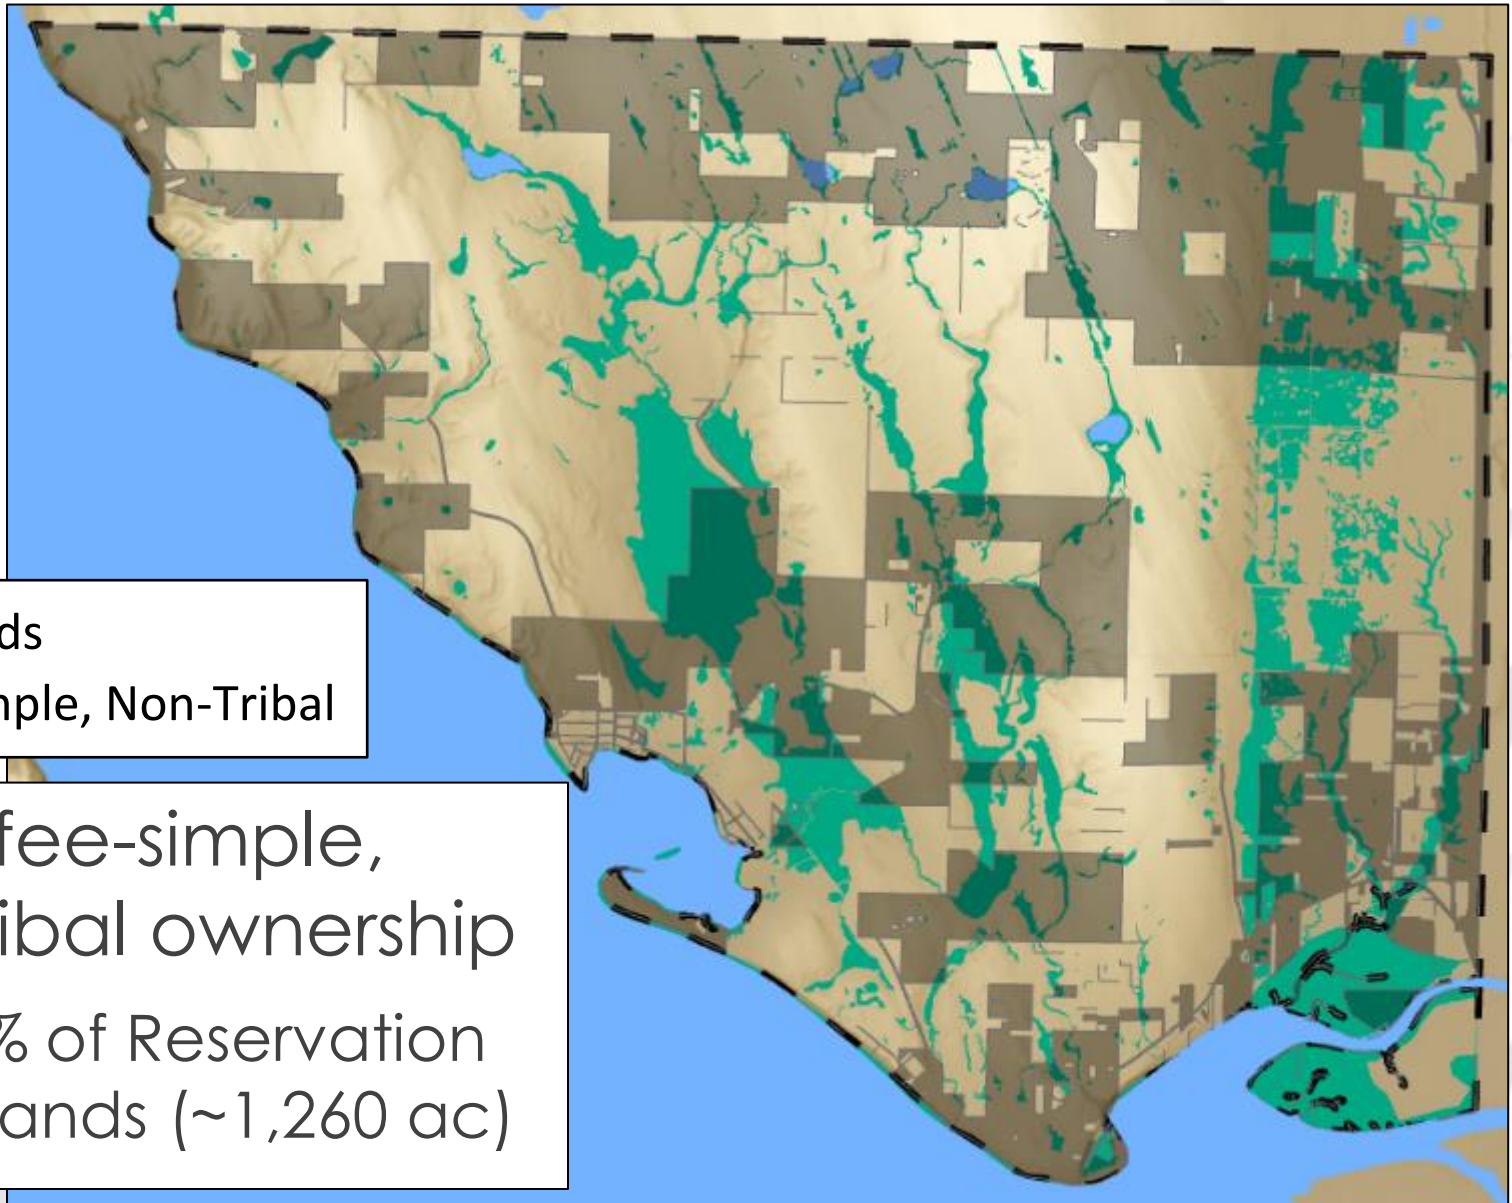 ds
nple, Non-Tribal
fee-simple,
ibal ownership
% of Reservation
ands (~1,260 ac)